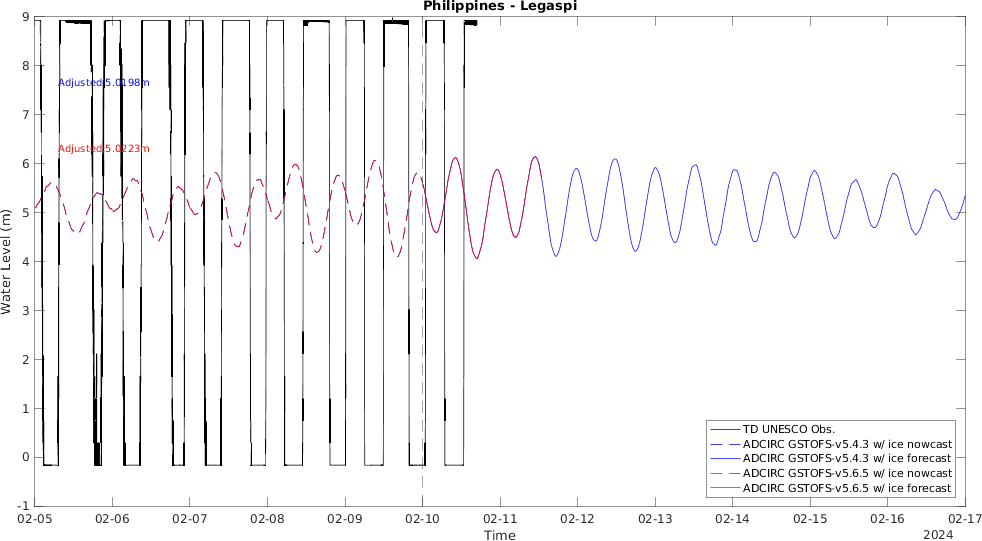 Philippines - Legaspi
9
8
7
6
5
4
3
2
1
0
-1
Water Level (m)
Adjusted 5.0198m
Adjusted 5.0223m
TD UNESCO Obs.
ADCIRC GSTOFS-v5.4.3 w/ ice nowcast
ADCIRC GSTOFS-v5.4.3 w/ ice forecast
ADCIRC GSTOFS-v5.6.5 w/ ice nowcast
ADCIRC GSTOFS-v5.6.5 w/ ice forecast
02-05 02-06 02-07 02-08 02-09 02-10 02-11 02-12 02-13 02-14 02-15 02-16 02-17
Time
2024